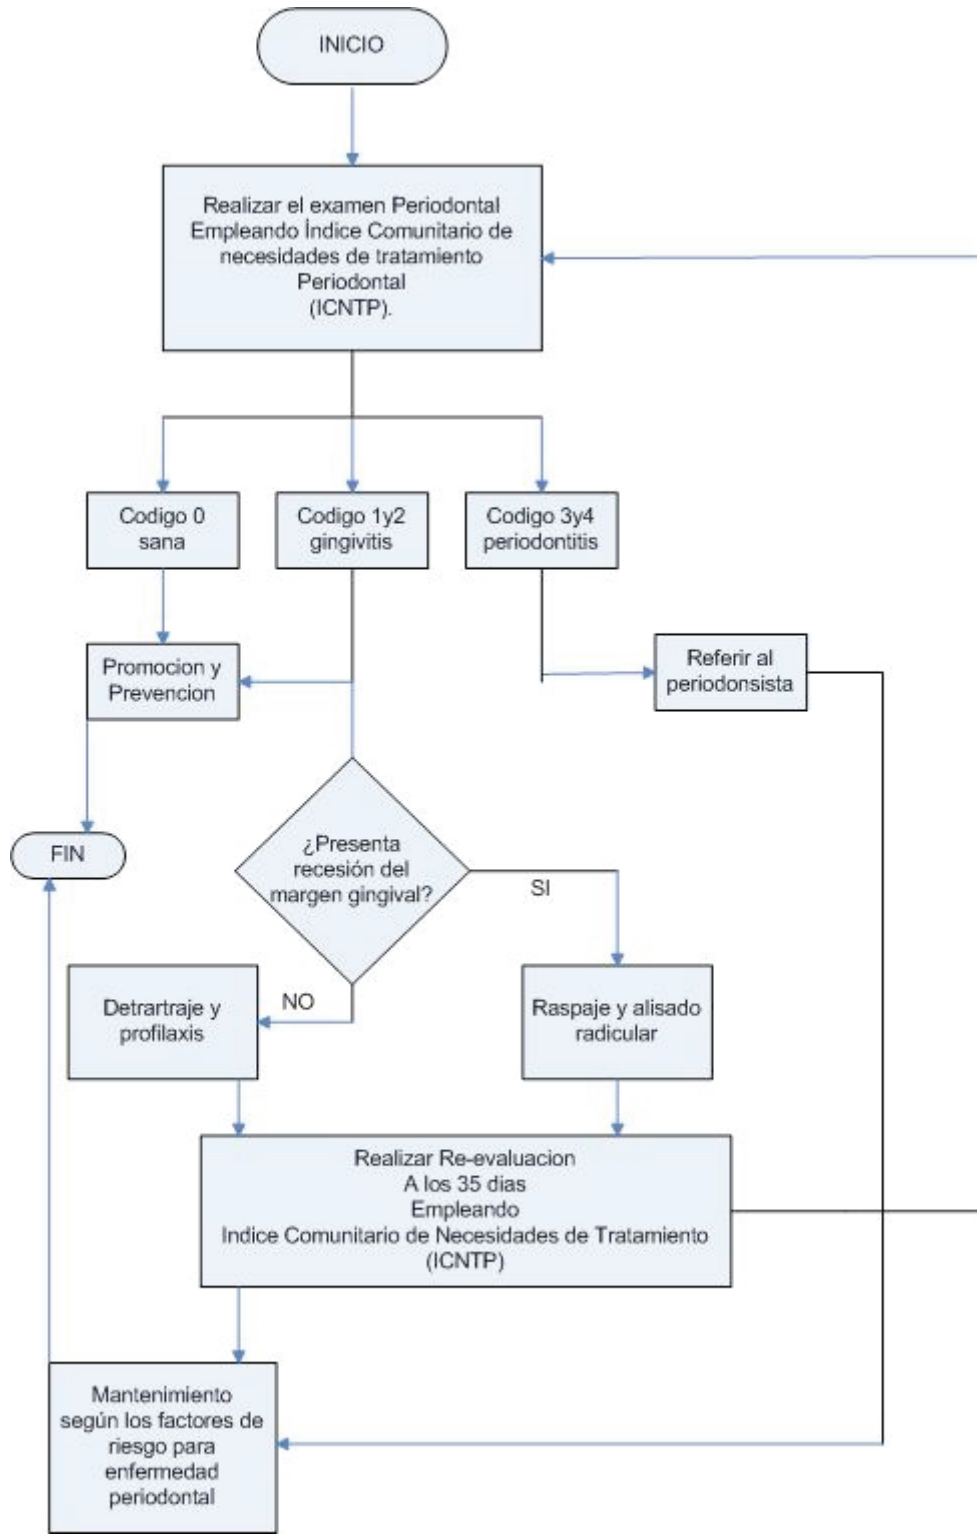 INICIO
Realizar el examen Periodontal
Empleando Índice Comunitario de
necesidades de tratamiento
Periodontal
(ICNTP).
Codigo 0
sana
Codigo 1y2
gingivitis
Codigo 3y4
periodontitis
Promocion y
Prevencion
Referir al
periodonsista
FIN
¿Presenta
recesión del
margen gingival?
SI
NO
Detrartraje y
profilaxis
Raspaje y alisado
radicular
Realizar Re-evaluacion
A los 35 dias
Empleando
Indice Comunitario de Necesidades de Tratamiento
(ICNTP)
Mantenimiento
según los factores de
riesgo para
enfermedad
periodontal